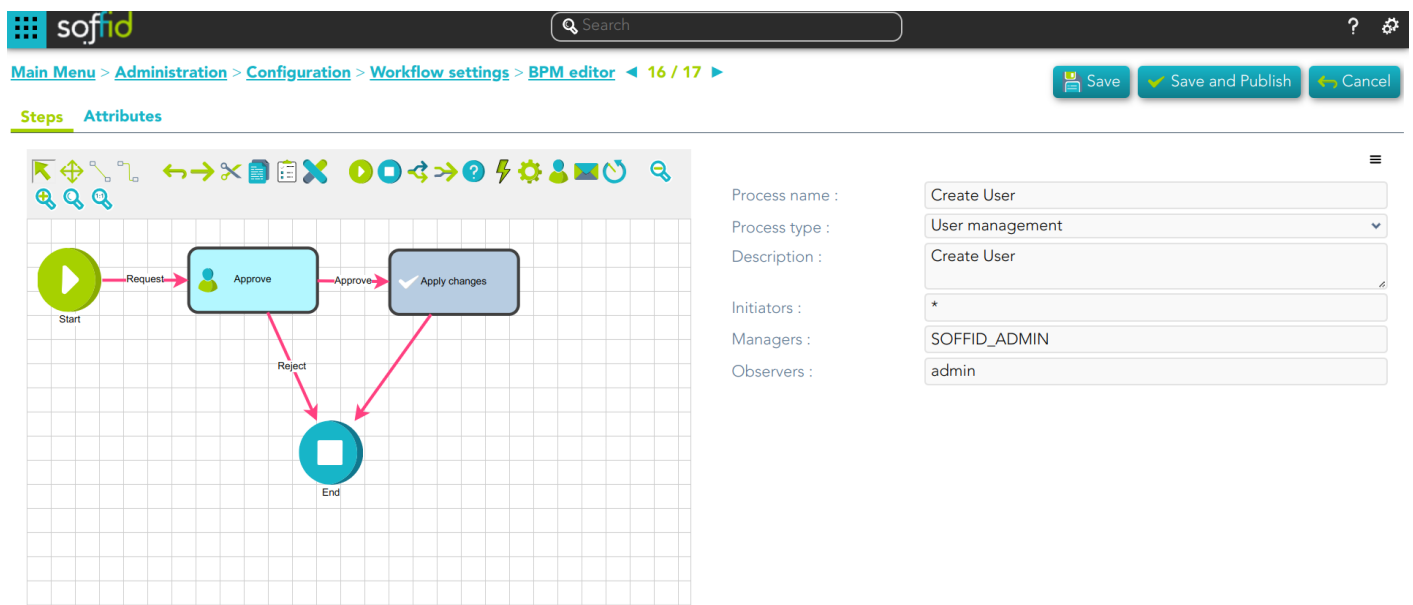 soffid
Search
?
Main Menu > Administration > Configuration > Workflow settings > BPM editor ◀ 16 / 17 ▶
Save
Save and Publish
Cancel
Steps
Attributes
Process name :
Create User
Process type :
User management
Description :
Create User
Initiators :
*
Managers :
SOFFID_ADMIN
Observers :
admin
Start
Request
Approve
Approve
Apply changes
Reject
End